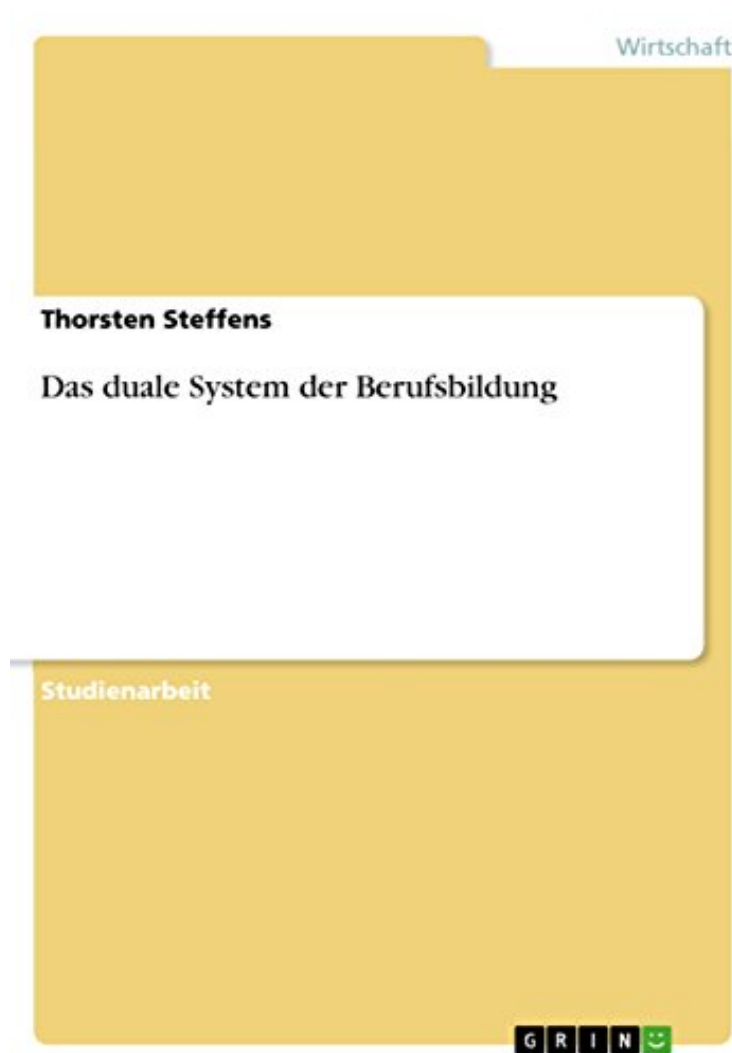 Wirtschaft
Thorsten Steffens
Das duale System der Berufsbildung
Studienarbeit
GRIN